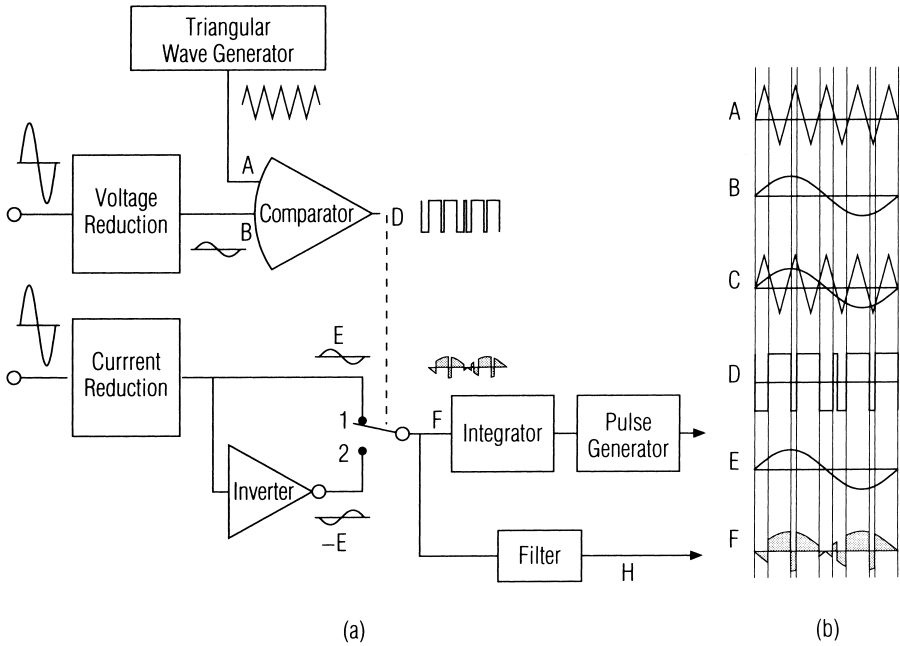 Triangular
Wave Generator
A
Voltage
Reduction
B
Comparator
D
Currrent
Reduction
E
1
2
Inverter
–E
F
Integrator
Pulse
Generator
Filter
H
(a)
A
B
C
D
E
F
(b)